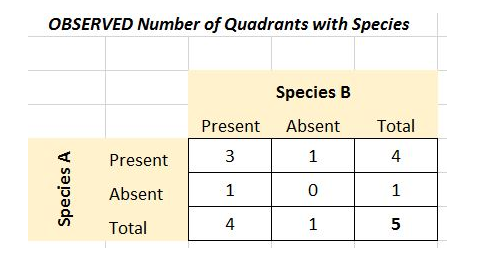 OBSERVED Number of Quadrants with Species
Species B
Present Absent Total
Species A
Present 3 1 4
Absent 1 0 1
Total 4 1 5